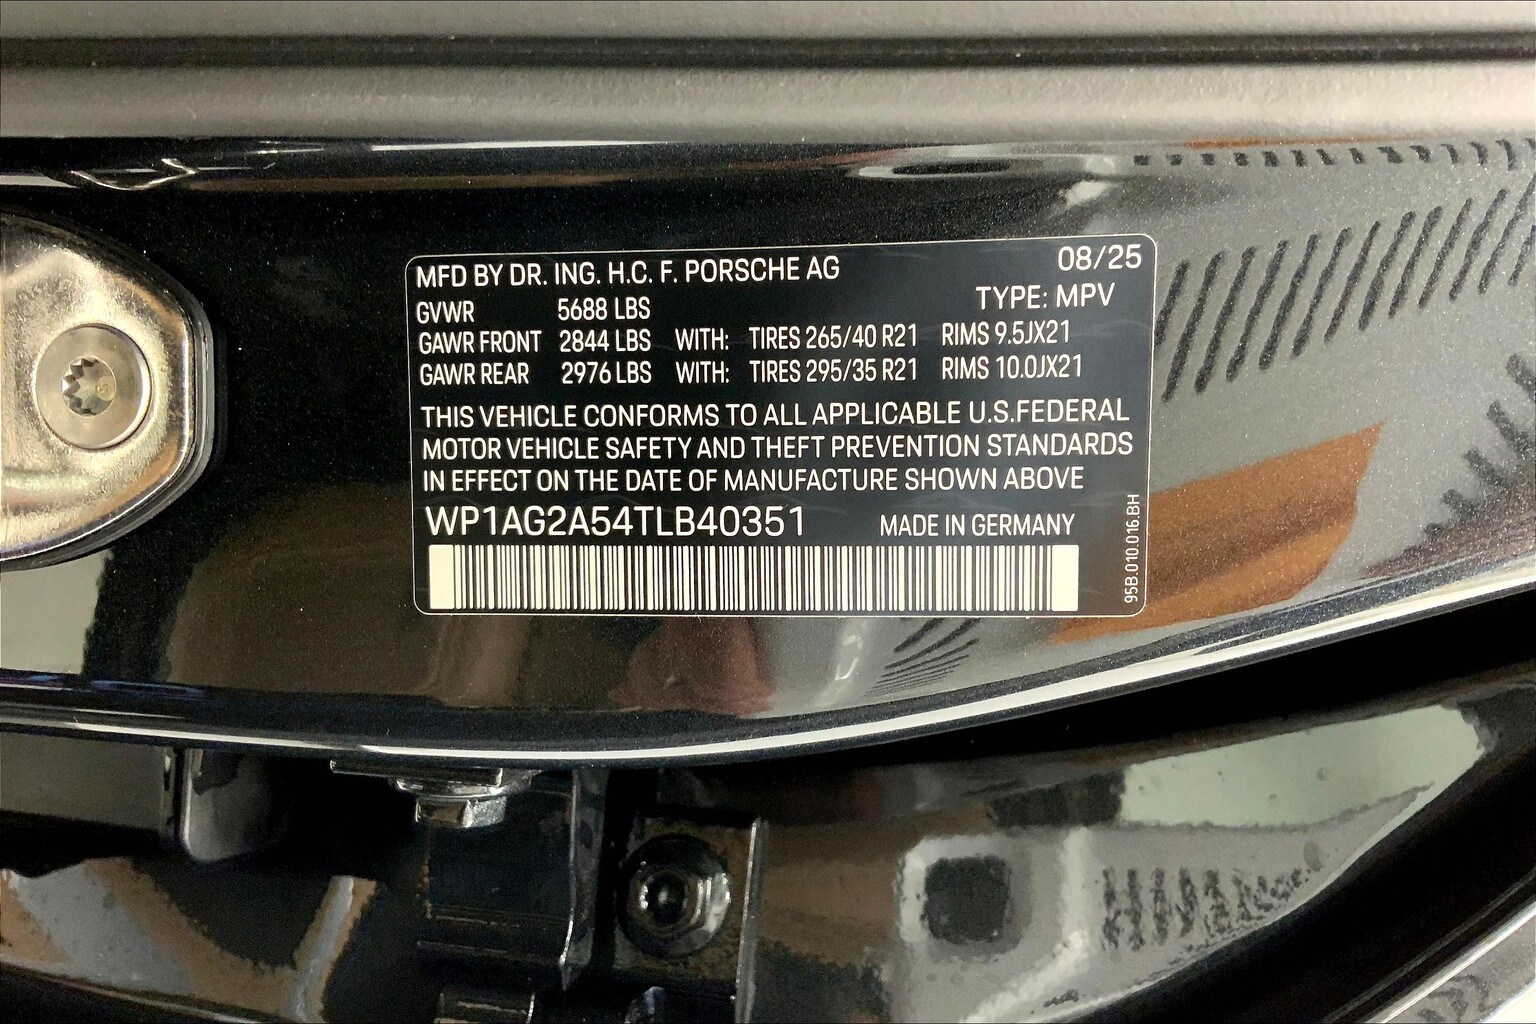 MFD BY DR. ING. H.C. F. PORSCHE AG 08/25
GVWR 5688 LBS TYPE: MPV
GAWR FRONT 2844 LBS WITH: TIRES 265/40 R21 RIMS 9.5JX21
GAWR REAR 2976 LBS WITH: TIRES 295/35 R21 RIMS 10.0JX21
THIS VEHICLE CONFORMS TO ALL APPLICABLE U.S.FEDERAL
MOTOR VEHICLE SAFETY AND THEFT PREVENTION STANDARDS
IN EFFECT ON THE DATE OF MANUFACTURE SHOWN ABOVE
WP1AG2A54TLB40351 MADE IN GERMANY
95B.010.016.BH